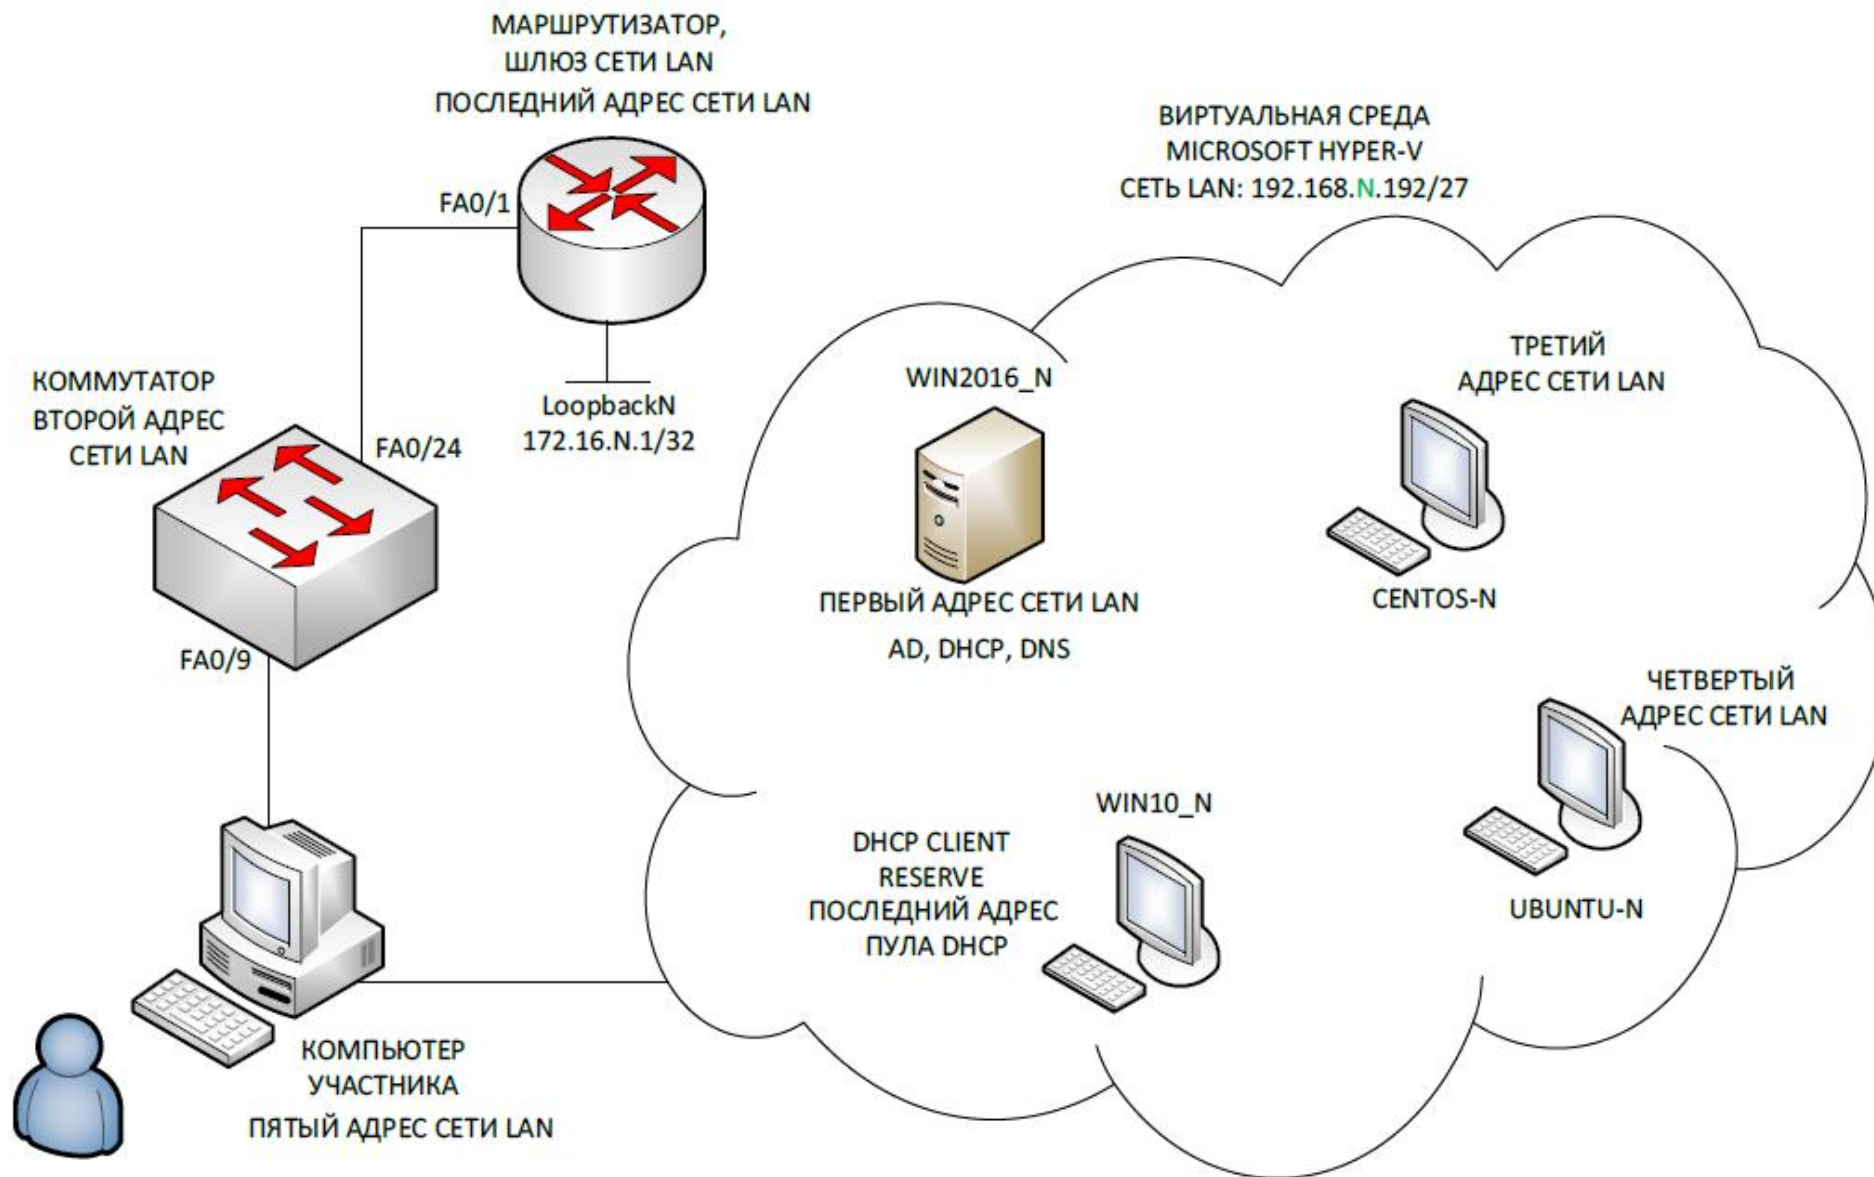 МАРШРУТИЗАТОР,
ШЛЮЗ СЕТИ LAN
ПОСЛЕДНИЙ АДРЕС СЕТИ LAN
FA0/1
LoopbackN
172.16.N.1/32
КОММУТАТОР
ВТОРОЙ АДРЕС
СЕТИ LAN
FA0/24
FA0/9
КОМПЬЮТЕР
УЧАСТНИКА
ПЯТЫЙ АДРЕС СЕТИ LAN
ВИРТУАЛЬНАЯ СРЕДА
MICROSOFT HYPER-V
СЕТЬ LAN: 192.168.N.192/27
WIN2016_N
ПЕРВЫЙ АДРЕС СЕТИ LAN
AD, DHCP, DNS
ТРЕТИЙ
АДРЕС СЕТИ LAN
CENTOS-N
ЧЕТВЕРТЫЙ
АДРЕС СЕТИ LAN
UBUNTU-N
WIN10_N
DHCP CLIENT
RESERVE
ПОСЛЕДНИЙ АДРЕС
ПУЛА DHCP